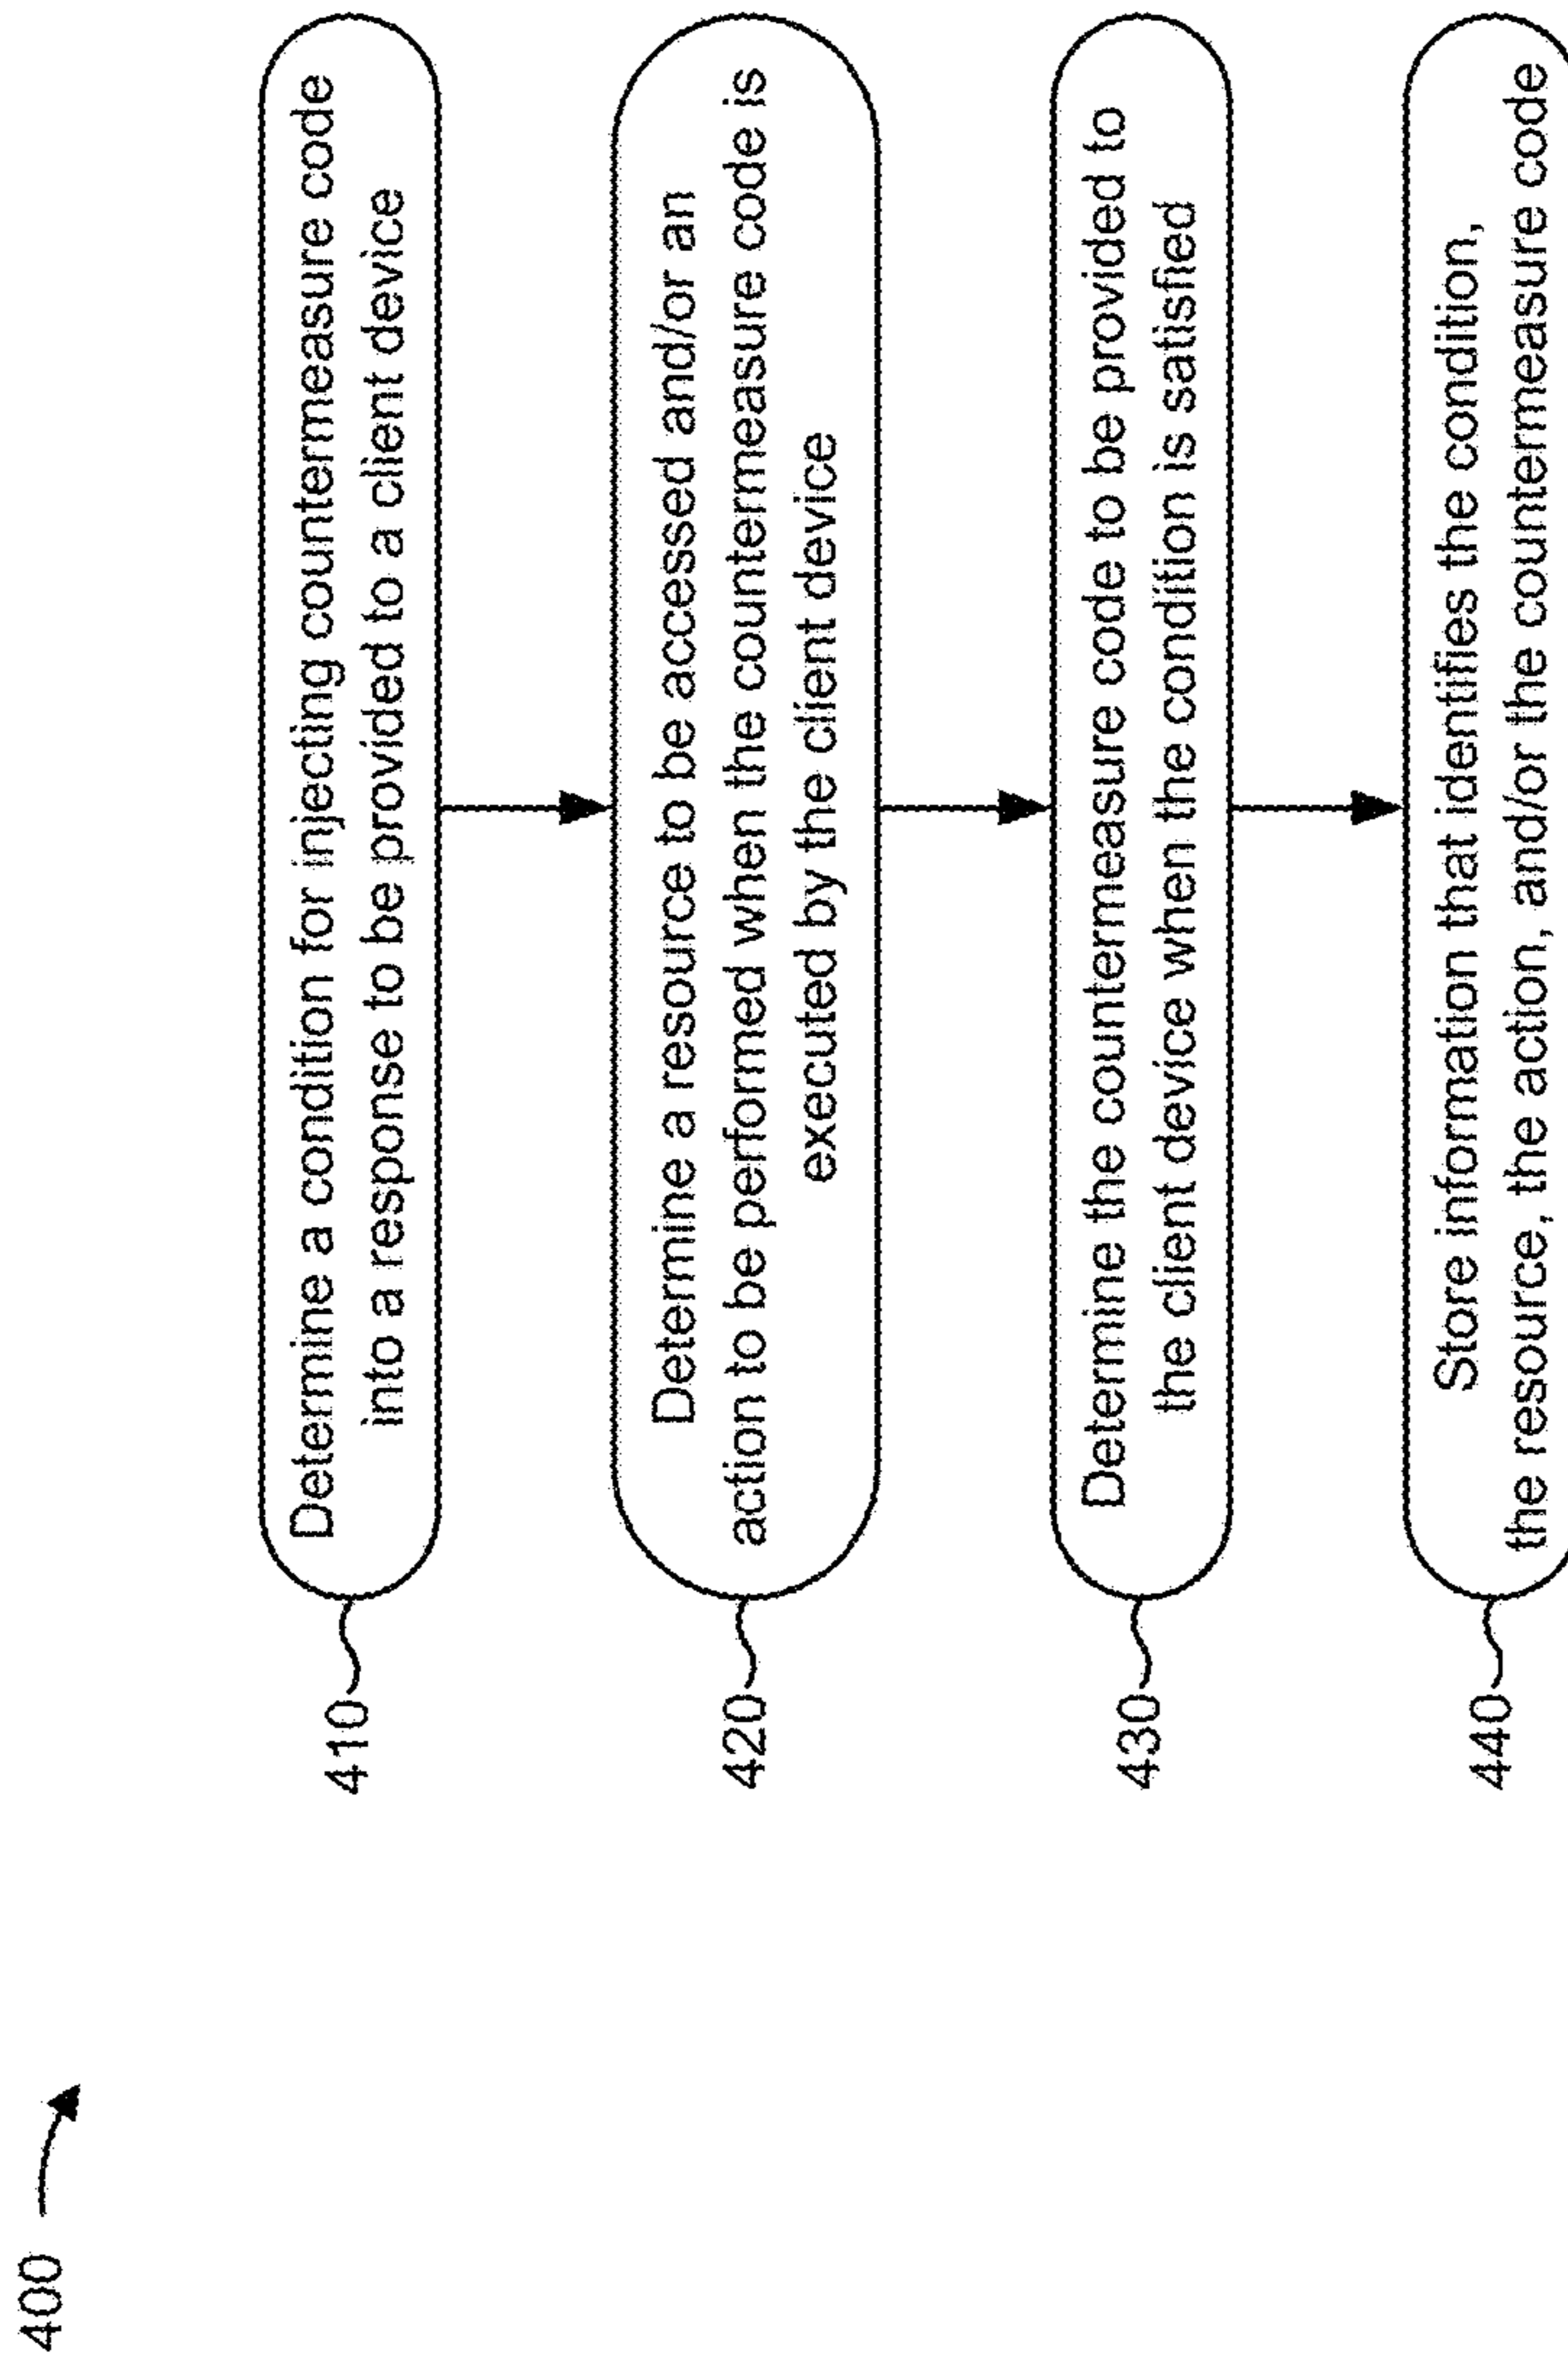 400
410
Determine a condition for injecting countermeasure code
into a response to be provided to a client device
420
Determine a resource to be accessed and/or an
action to be performed when the countermeasure code is
executed by the client device
430
Determine the countermeasure code to be provided to
the client device when the condition is satisfied
440
Store information that identifies the condition,
the resource, the action, and/or the countermeasure code